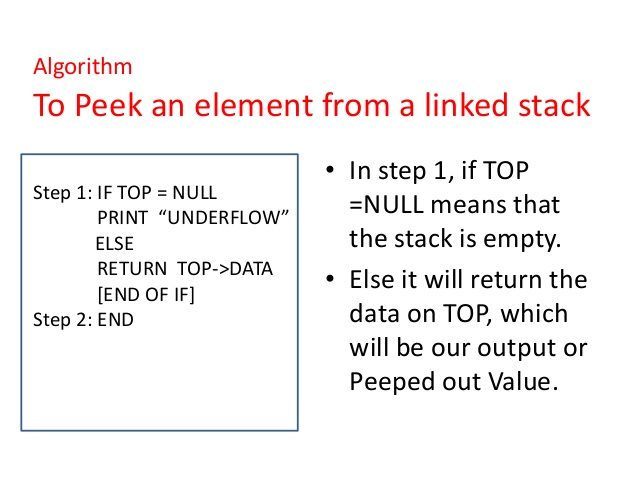 Algorithm
To Peek an element from a linked stack
Step 1: IF TOP = NULL
PRINT “UNDERFLOW”
ELSE
RETURN TOP->DATA
[END OF IF]
Step 2: END
• In step 1, if TOP
=NULL means that
the stack is empty.
• Else it will return the
data on TOP, which
will be our output or
Peeped out Value.